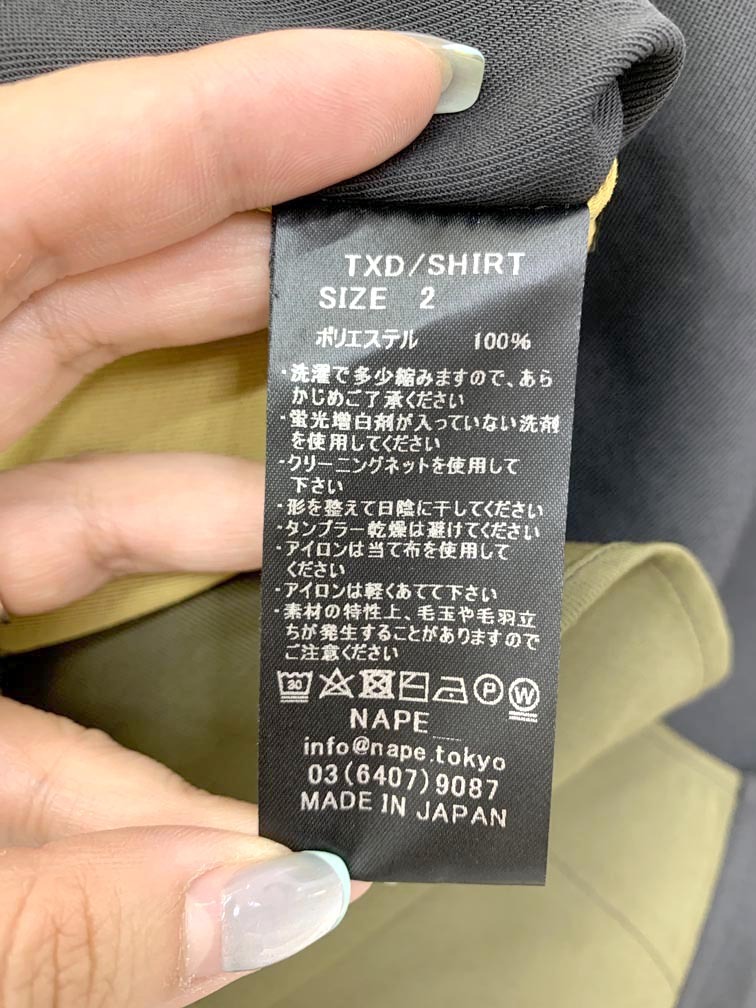 TXD/SHIRT
SIZE 2
ポリエステル 100%
・洗濯で多少縮みますので、あら
かじめご了承ください
・蛍光増白剤が入っていない洗剤
を使用してください
・クリーニングネットを使用して
下さい
・形を整えて日陰に干してください
・タンブラー乾燥は避けてください
・アイロンは当て布を使用して
ください
・アイロンは軽くあてて下さい
・素材の特性上、毛玉や毛羽立
ちが発生することがありますので
ご注意ください
30 P W
NAPE_
info@nape.tokyo
03(6407)9087
MADE IN JAPAN